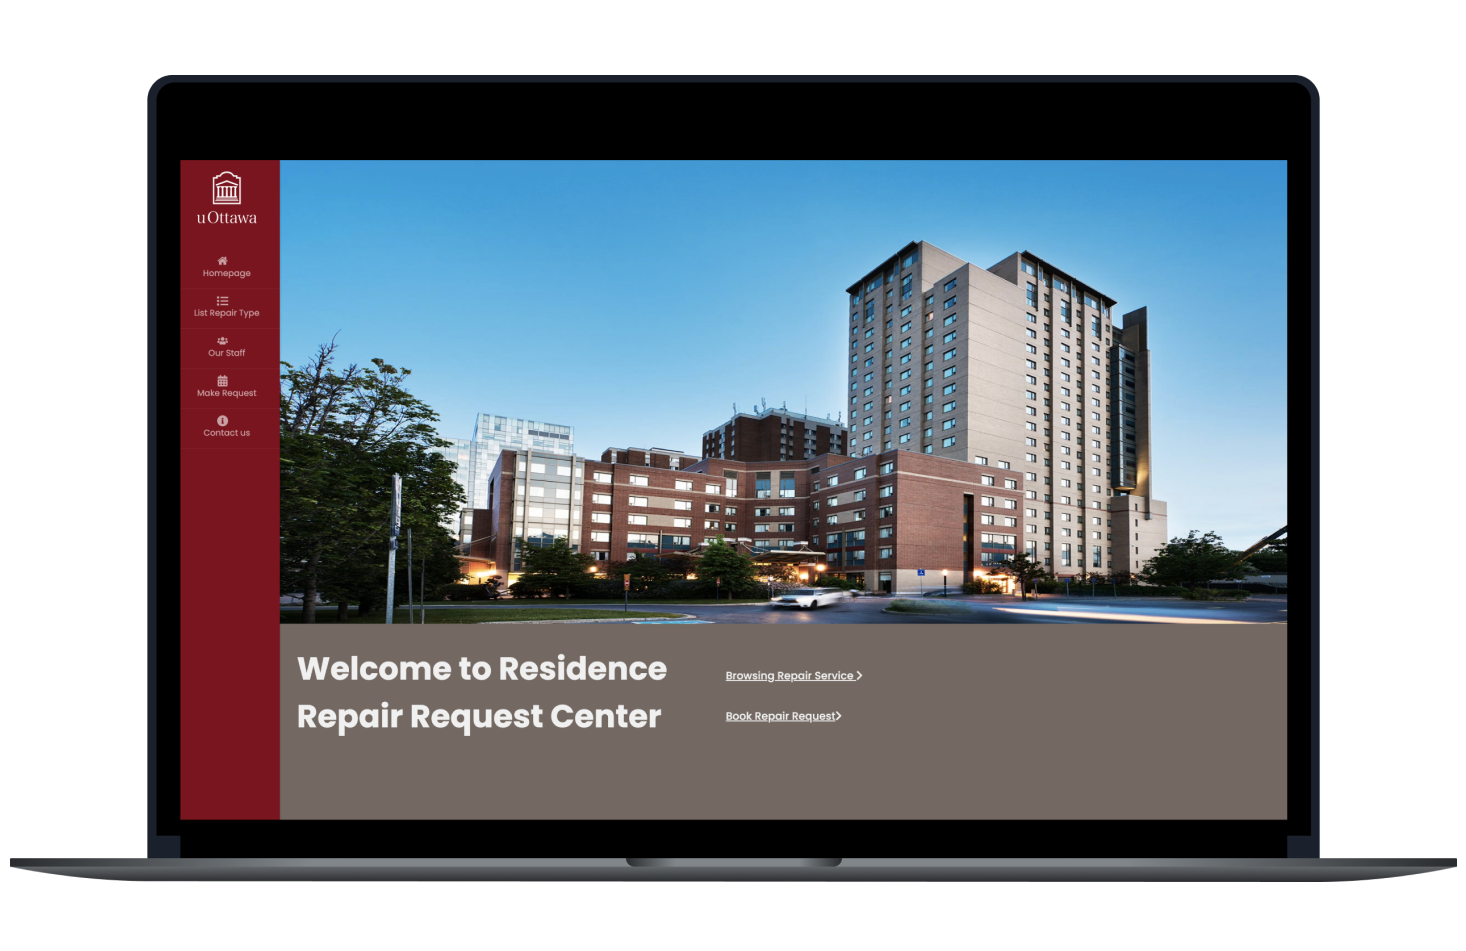 uOttawa
Homepage
List Repair Type
Our Staff
Make Request
Contact us
Welcome to Residence
Repair Request Center
Browsing Repair Service
Book Repair Request